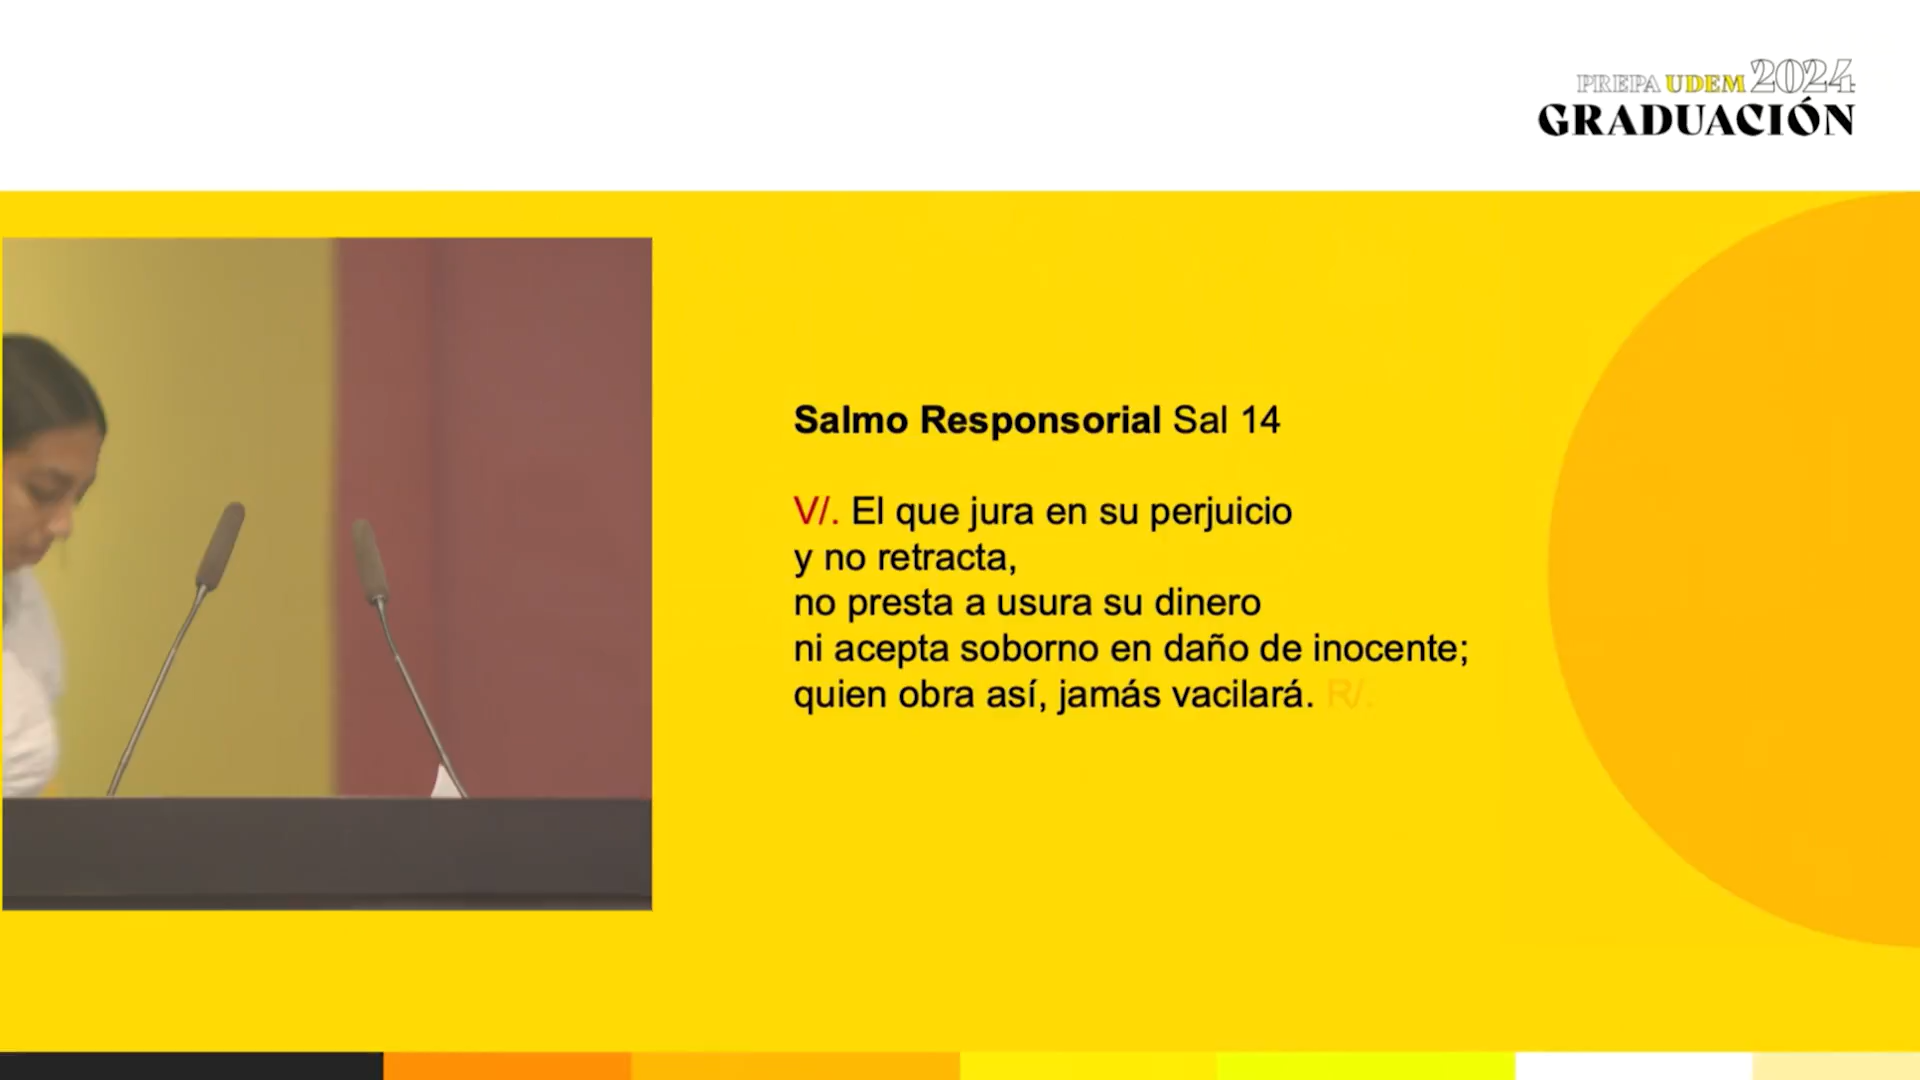 PREPA UDEM 2024
GRADUACIÓN
Salmo Responsorial Sal 14
V/. El que jura en su perjuicio
y no retracta,
no presta a usura su dinero
ni acepta soborno en daño de inocente;
quien obra así, jamás vacilará. R/.